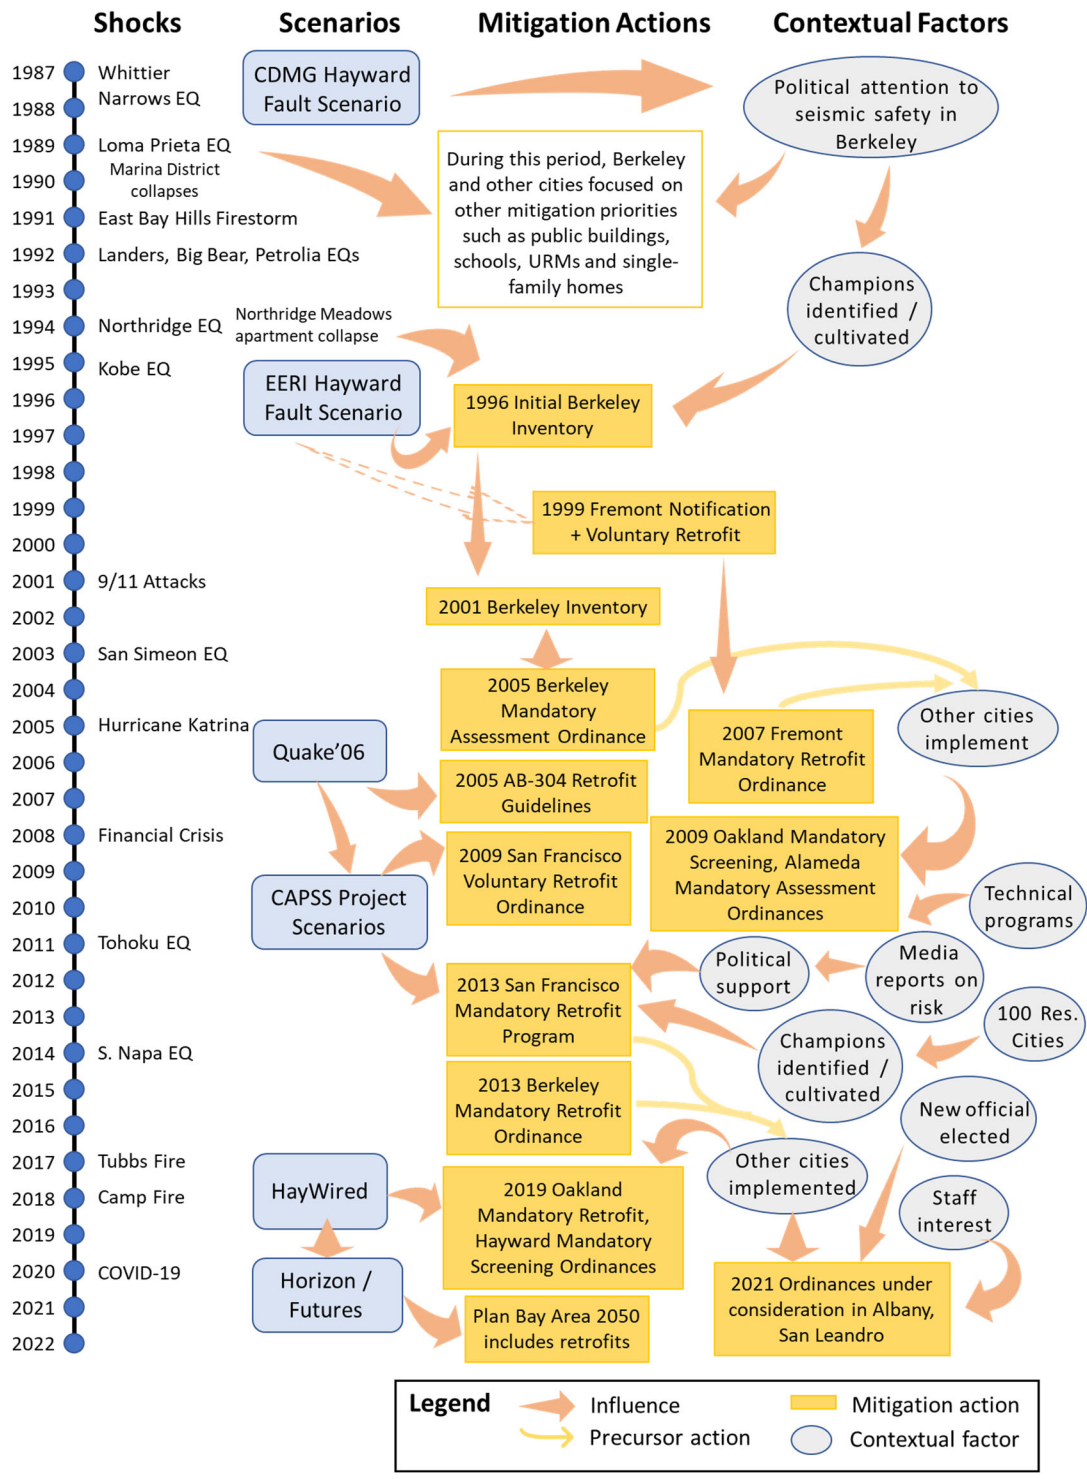 Shocks
Scenarios
Mitigation Actions
Contextual Factors
1987
1988
1989
1990
1991
1992
1993
1994
1995
1996
1997
1998
1999
2000
2001
2002
2003
2004
2005
2006
2007
2008
2009
2010
2011
2012
2013
2014
2015
2016
2017
2018
2019
2020
2021
2022
Whittier
Narrows EQ
Loma Prieta EQ
Marina District
collapses
East Bay Hills Firestorm
Landers, Big Bear, Petrolia EQs
Northridge EQ
Northridge Meadows
apartment collapse
Kobe EQ
9/11 Attacks
San Simeon EQ
Hurricane Katrina
Financial Crisis
Tohoku EQ
S. Napa EQ
Tubbs Fire
Camp Fire
COVID-19
CDMG Hayward
Fault Scenario
EERI Hayward
Fault Scenario
Quake'06
CAPSS Project
Scenarios
HayWired
Horizon /
Futures
During this period, Berkeley
and other cities focused on
other mitigation priorities
such as public buildings,
schools, URMs and single-
family homes
1996 Initial Berkeley
Inventory
1999 Fremont Notification
+ Voluntary Retrofit
2001 Berkeley Inventory
2005 Berkeley
Mandatory
Assessment Ordinance
2007 Fremont
Mandatory Retrofit
Ordinance
2005 AB-304 Retrofit
Guidelines
2009 San Francisco
Voluntary Retrofit
Ordinance
2009 Oakland Mandatory
Screening, Alameda
Mandatory Assessment
Ordinances
2013 San Francisco
Mandatory Retrofit
Program
2013 Berkeley
Mandatory Retrofit
Ordinance
2019 Oakland
Mandatory Retrofit,
Hayward Mandatory
Screening Ordinances
Plan Bay Area 2050
includes retrofits
2021 Ordinances under
consideration in Albany,
San Leandro
Political attention to
seismic safety in
Berkeley
Champions
identified /
cultivated
Other cities
implement
Technical
programs
Political
support
Media
reports on
risk
100 Res.
Cities
Champions
identified /
cultivated
New official
elected
Other cities
implemented
Staff
interest
Legend
Influence
Precursor action
Mitigation action
Contextual factor